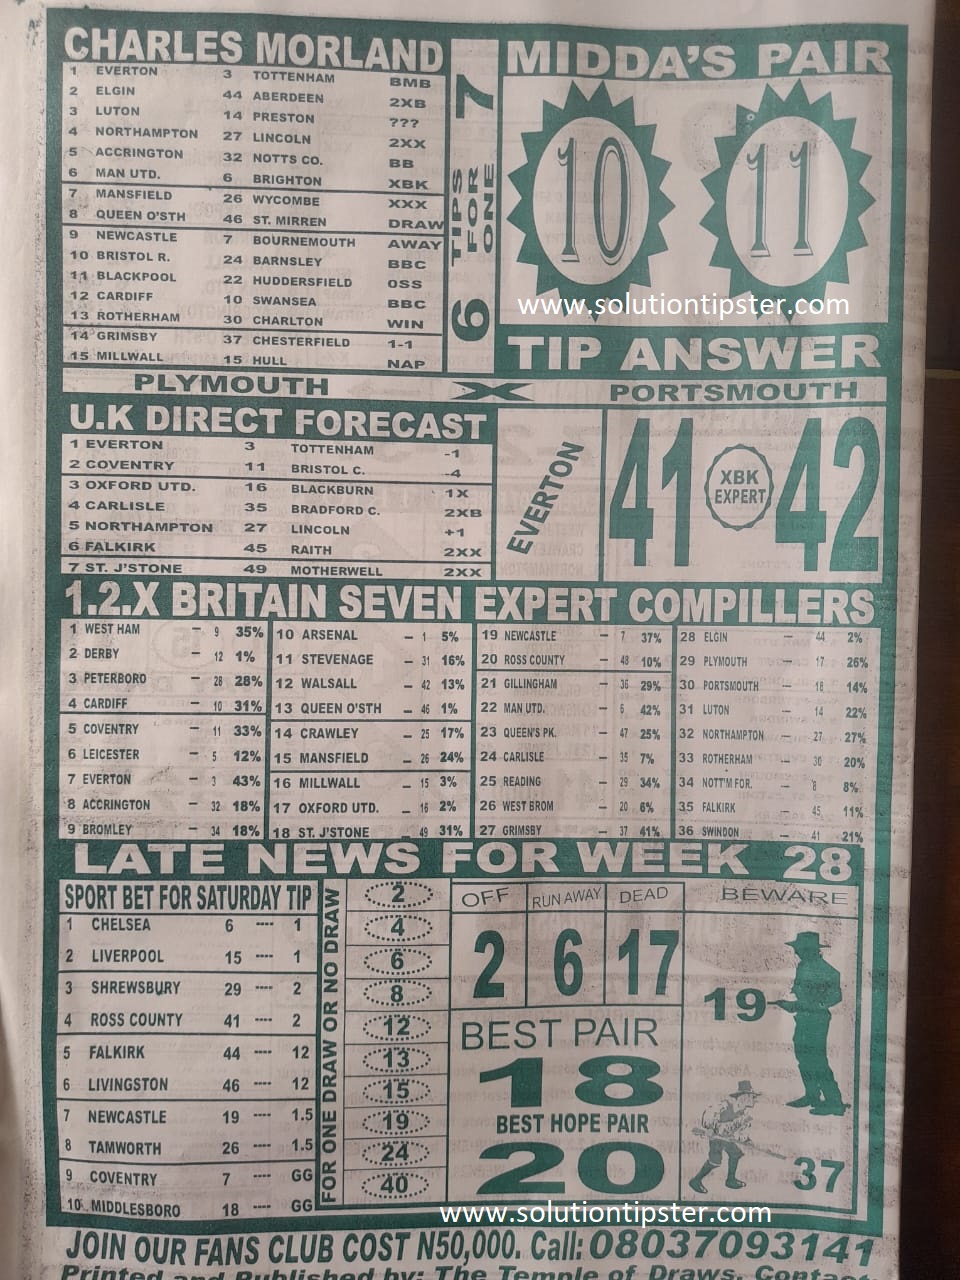 CHARLES MORLAND
1 EVERTON 3 TOTTENHAM BMB
2 ELGIN 44 ABERDEEN 2XB
3 LUTON 14 PRESTON ???
4 NORTHAMPTON 27 LINCOLN 2XX
5 ACCRINGTON 32 NOTTS CO. BB
6 MAN UTD. 6 BRIGHTON XBK
7 MANSFIELD 26 WYCOMBE XXX
8 QUEEN O'STH 46 ST. MIRREN DRAW
9 NEWCASTLE 7 BOURNEMOUTH AWAY
10 BRISTOL R. 24 BARNSLEY BBC
11 BLACKPOOL 22 HUDDERSFIELD OSS
12 CARDIFF 10 SWANSEA BBC
13 ROTHERHAM 30 CHARLTON WIN
14 GRIMSBY 37 CHESTERFIELD 1-1
15 MILLWALL 15 HULL NAP
6 TIPS FOR ONE 7
MIDDA'S PAIR
10 11
www.solutiontipster.com
TIP ANSWER
PLYMOUTH X PORTSMOUTH
U.K DIRECT FORECAST
1 EVERTON 3 TOTTENHAM -1
2 COVENTRY 11 BRISTOL C. -4
3 OXFORD UTD. 16 BLACKBURN 1X
4 CARLISLE 35 BRADFORD C. 2XB
5 NORTHAMPTON 27 LINCOLN +1
6 FALKIRK 45 RAITH 2XX
7 ST. J'STONE 49 MOTHERWELL 2XX
EVERTON
41 XBK EXPERT 42
1.2.X BRITAIN SEVEN EXPERT COMPILLERS
1 WEST HAM – 9 35%
2 DERBY – 12 1%
3 PETERBORO – 28 28%
4 CARDIFF – 10 31%
5 COVENTRY – 11 33%
6 LEICESTER – 5 12%
7 EVERTON – 3 43%
8 ACCRINGTON – 32 18%
9 BROMLEY – 34 18%
10 ARSENAL – 1 5%
11 STEVENAGE – 31 16%
12 WALSALL – 42 13%
13 QUEEN O'STH – 46 1%
14 CRAWLEY – 25 17%
15 MANSFIELD – 26 24%
16 MILLWALL – 15 3%
17 OXFORD UTD. – 16 2%
18 ST. J'STONE – 49 31%
19 NEWCASTLE – 7 37%
20 ROSS COUNTY – 48 10%
21 GILLINGHAM – 36 29%
22 MAN UTD. – 6 42%
23 QUEEN'S PK. – 47 25%
24 CARLISLE – 35 7%
25 READING – 29 34%
26 WEST BROM – 20 6%
27 GRIMSBY – 37 41%
28 ELGIN – 44 2%
29 PLYMOUTH – 17 26%
30 PORTSMOUTH – 18 14%
31 LUTON – 14 22%
32 NORTHAMPTON – 27 27%
33 ROTHERHAM – 30 20%
34 NOTT'M FOR. – 8 8%
35 FALKIRK – 45 11%
36 SWINDON – 41 21%
LATE NEWS FOR WEEK 28
SPORT BET FOR SATURDAY TIP
1 CHELSEA 6 ---- 1
2 LIVERPOOL 15 ---- 1
3 SHREWSBURY 29 ---- 2
4 ROSS COUNTY 41 ---- 2
5 FALKIRK 44 ---- 12
6 LIVINGSTON 46 ---- 12
7 NEWCASTLE 19 ---- 1.5
8 TAMWORTH 26 ---- 1.5
9 COVENTRY 7 ---- GG
10 MIDDLESBORO 18 ---- GG
FOR ONE DRAW OR NO DRAW
2
4
6
8
12
13
15
19
24
40
OFF RUN AWAY DEAD
2 6 17
BEST PAIR
18
BEST HOPE PAIR
20
BEWARE
19
37
www.solutiontipster.com
JOIN OUR FANS CLUB COST N50,000. Call: 08037093141
Printed and Published by: The Temple of Draws, Contac